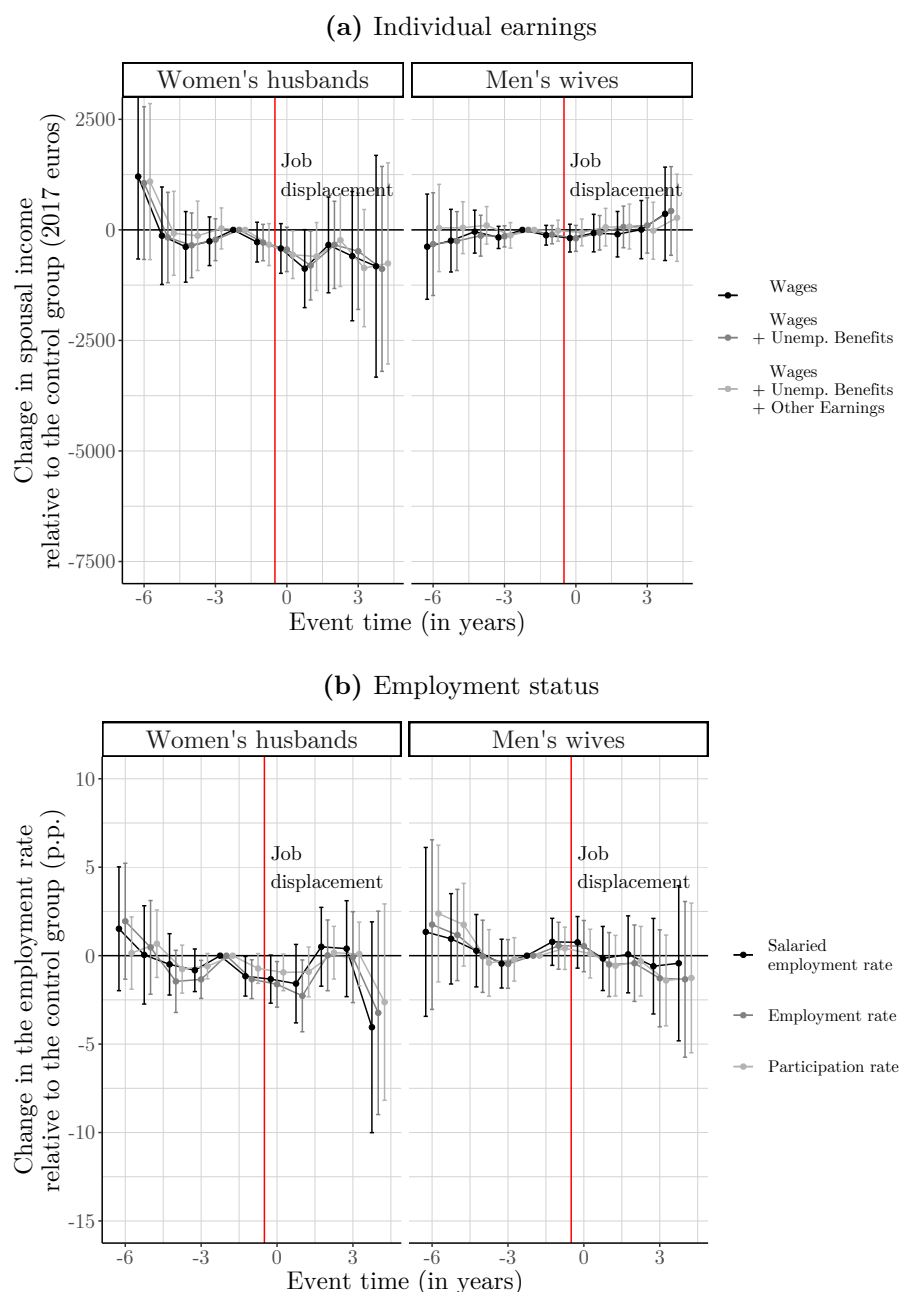 (a) Individual earnings
Women's husbands
Men's wives
Change in spousal income
relative to the control group (2017 euros)
2500
0
-2500
-5000
-7500
Job
displacement
Job
displacement
-6
-3
0
3
-6
-3
0
3
Event time (in years)
Wages
Wages
+ Unemp. Benefits
Wages
+ Unemp. Benefits
+ Other Earnings
(b) Employment status
Women's husbands
Men's wives
Change in the employment rate
relative to the control group (p.p.)
10
5
0
-5
-10
-15
Job
displacement
Job
displacement
-6
-3
0
3
-6
-3
0
3
Event time (in years)
Salaried
employment rate
Employment rate
Participation rate